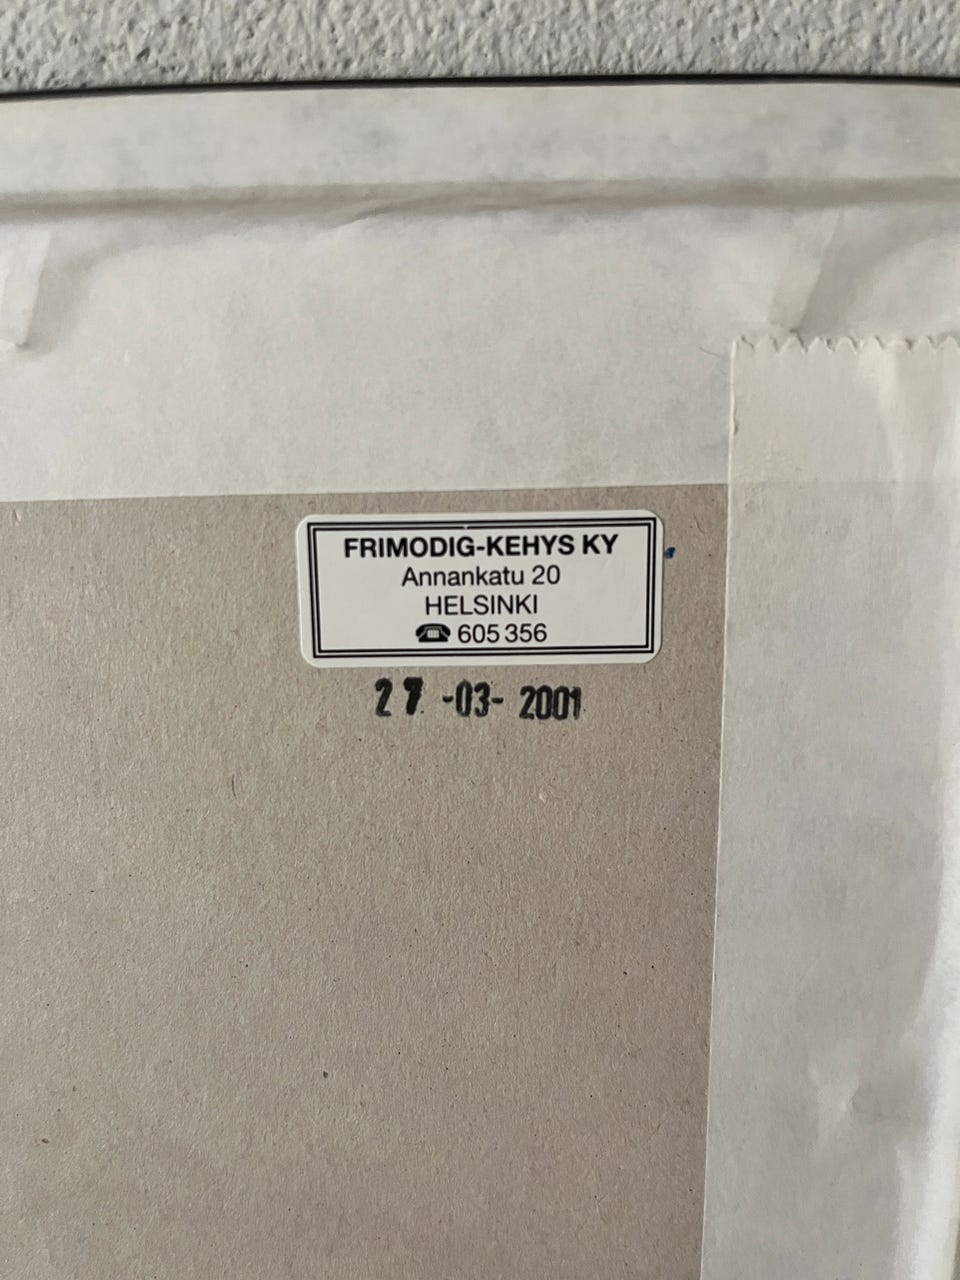 FRIMODIG-KEHYS KY
Annankatu 20
HELSINKI
☎ 605 356
27 -03- 2001